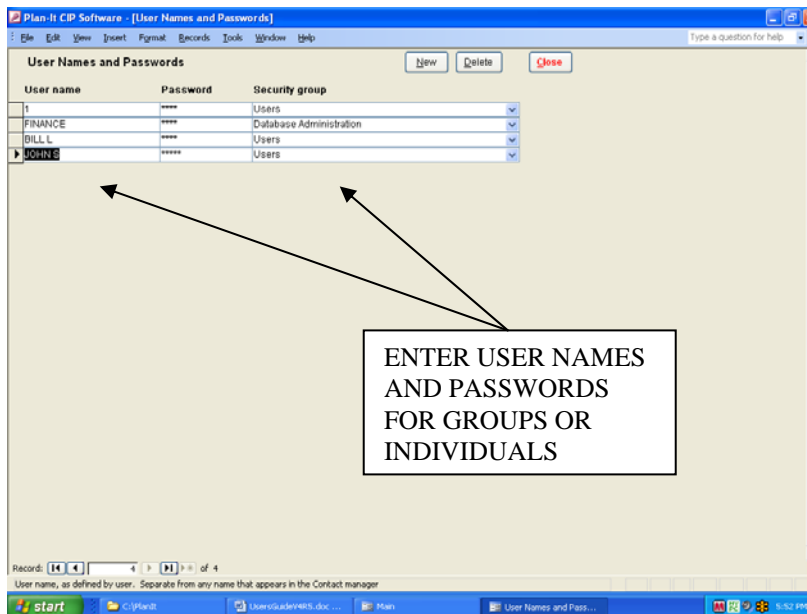 Plan-It CIP Software - [User Names and Passwords]
File Edit View Insert Format Records Tools Window Help Type a question for help
User Names and Passwords New Delete Close
User name Password Security group
1 **** Users
FINANCE **** Database Administration
BILL L **** Users
JOHN S ***** Users
ENTER USER NAMES
AND PASSWORDS
FOR GROUPS OR
INDIVIDUALS
Record: 4 of 4
User name, as defined by user. Separate from any name that appears in the Contact manager
start C:\PlanIt UsersGuideV4RS.doc ... Main User Names and Pass... 5:52 PM